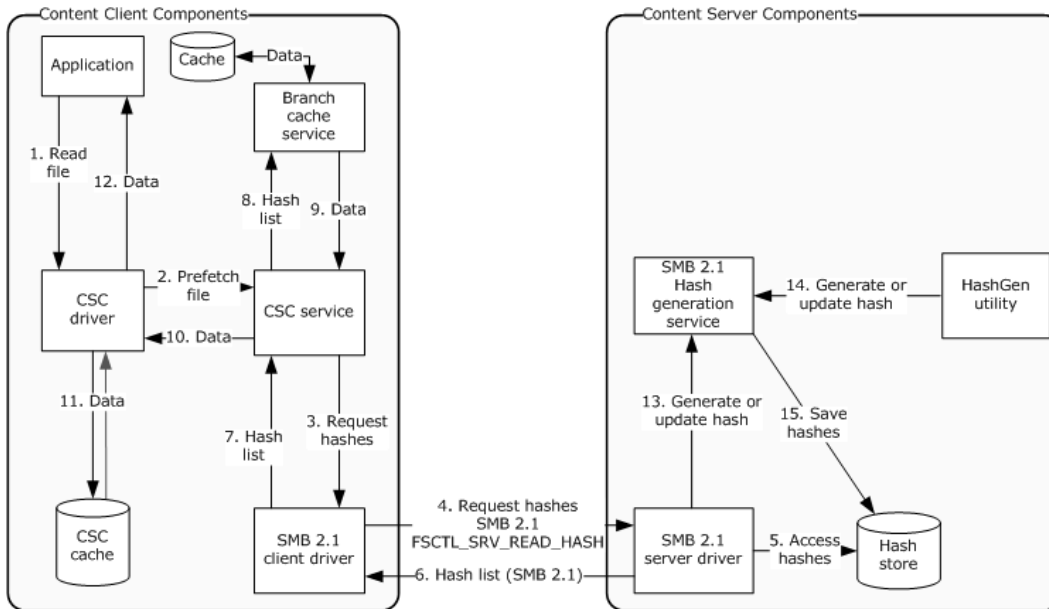 Content Client Components
Content Server Components
Application
Cache
Data
Branch
cache
service
1. Read
file
12. Data
8. Hash
list
9. Data
CSC
driver
2. Prefetch
file
CSC service
10. Data
SMB 2.1
Hash
generation
service
14. Generate or
update hash
HashGen
utility
11. Data
7. Hash
list
3. Request
hashes
13. Generate or
update hash
15. Save
hashes
CSC
cache
SMB 2.1
client driver
4. Request hashes
SMB 2.1
FSCTL_SRV_READ_HASH
6. Hash list (SMB 2.1)
SMB 2.1
server driver
5. Access
hashes
Hash
store